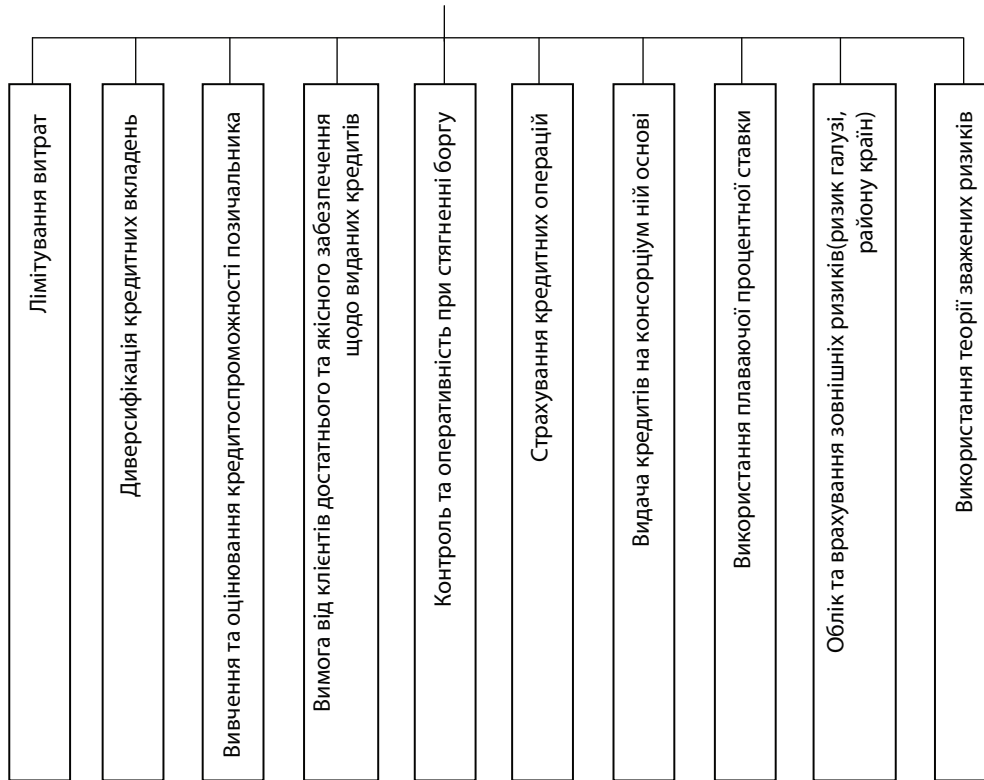 Лімітування витрат
Диверсифікація кредитних вкладень
Вивчення та оцінювання кредитоспроможності позичальника
Вимога від клієнтів достатнього та якісного забезпечення
щодо виданих кредитів
Контроль та оперативність при стягненні боргу
Страхування кредитних операцій
Видача кредитів на консорціум ній основі
Використання плаваючої процентної ставки
Облік та врахування зовнішніх ризиків(ризик галузі,
району країн)
Використання теорії зважених ризиків